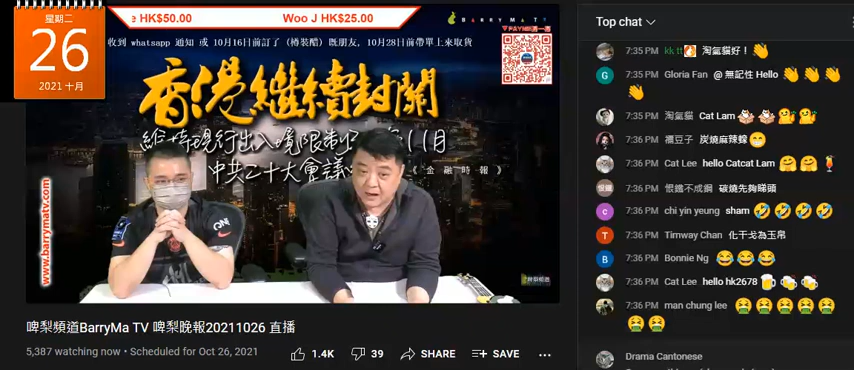 星期二
26
2021 十月
HK$50.00
Woo J HK$25.00
BARRYMA TV
收到 whatsapp 通知 或 10月16日前訂了 (樽裝酷) 既朋友, 10月28日前帶單上來取貨
香港繼續封關
中共二十大會議
《金融時報》
www.barrymatv.com
QNB
啤梨頻道BarryMa TV 啤梨晚報20211026 直播
5,387 watching now • Scheduled for Oct 26, 2021
1.4K
39
SHARE
SAVE
Top chat
7:35 PM kk tt 淘氣貓好！
7:35 PM Gloria Fan @ 無記性 Hello
7:35 PM 淘氣貓 Cat Lam
7:36 PM 禤豆子 炭燒麻辣鷄
7:36 PM Cat Lee hello Catcat Lam
7:36 PM 恨鐵不成鋼 碳燒先夠睇頭
7:36 PM chi yin yeung sham
7:36 PM Timway Chan 化干戈為玉帛
7:36 PM Bonnie Ng
7:36 PM Cat Lee hello hk2678
7:36 PM man chung lee
Drama Cantonese